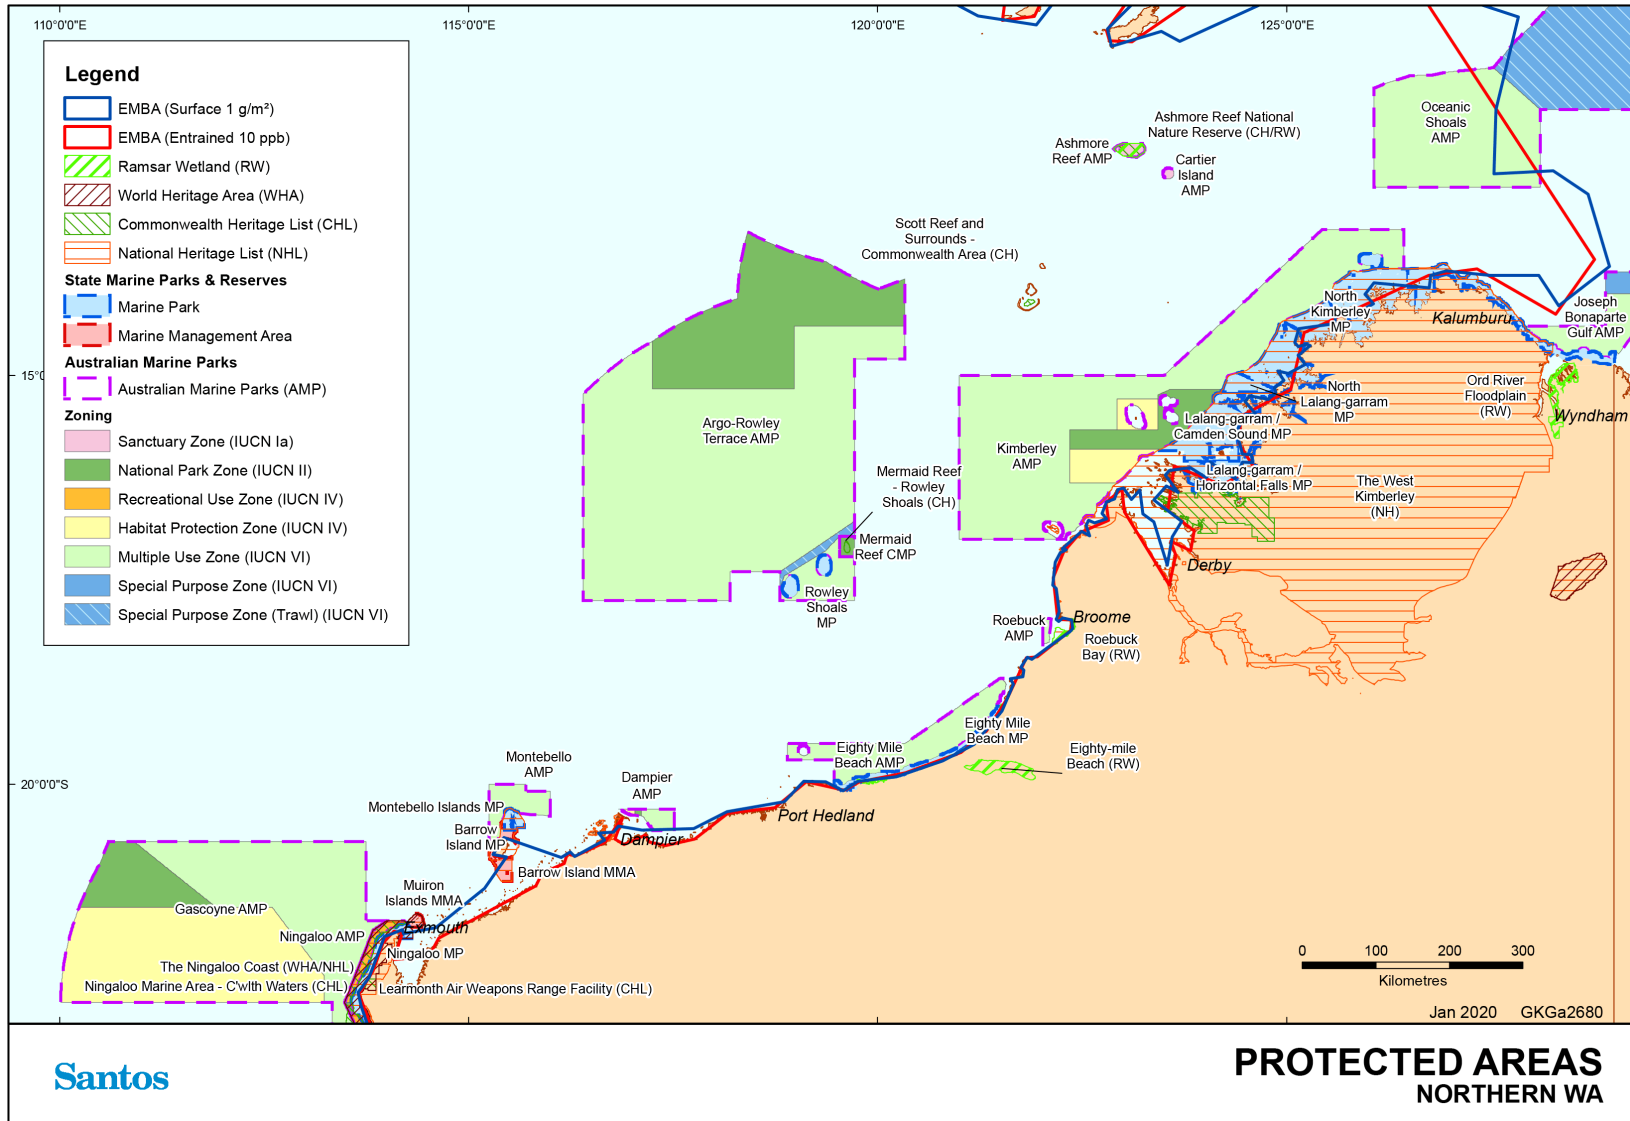 110°0'0"E
115°0'0"E
120°0'0"E
125°0'0"E
Legend
EMBA (Surface 1 g/m²)
EMBA (Entrained 10 ppb)
Ramsar Wetland (RW)
World Heritage Area (WHA)
Commonwealth Heritage List (CHL)
National Heritage List (NHL)
State Marine Parks & Reserves
Marine Park
Marine Management Area
Australian Marine Parks
Australian Marine Parks (AMP)
Zoning
Sanctuary Zone (IUCN Ia)
National Park Zone (IUCN II)
Recreational Use Zone (IUCN IV)
Habitat Protection Zone (IUCN IV)
Multiple Use Zone (IUCN VI)
Special Purpose Zone (IUCN VI)
Special Purpose Zone (Trawl) (IUCN VI)
Oceanic
Shoals
AMP
Ashmore Reef National
Nature Reserve (CH/RW)
Ashmore
Reef AMP
Cartier
Island
AMP
Scott Reef and
Surrounds -
Commonwealth Area (CH)
North
Kimberley
MP
Kalumburu
Joseph
Bonaparte
Gulf AMP
15°0
North
Lalang-garram
MP
Ord River
Floodplain
(RW)
Wyndham
Argo-Rowley
Terrace AMP
Lalang-garram /
Camden Sound MP
Kimberley
AMP
Mermaid Reef
- Rowley
Shoals (CH)
Lalang-garram /
Horizontal Falls MP
The West
Kimberley
(NH)
Mermaid
Reef CMP
Derby
Rowley
Shoals
MP
Roebuck
AMP
Broome
Roebuck
Bay (RW)
Eighty Mile
Beach MP
Eighty Mile
Beach AMP
Eighty-mile
Beach (RW)
20°0'0"S
Montebello
AMP
Dampier
AMP
Montebello Islands MP
Port Hedland
Barrow
Island MP
Dampier
Barrow Island MMA
Muiron
Islands MMA
Gascoyne AMP
Exmouth
Ningaloo AMP
Ningaloo MP
The Ningaloo Coast (WHA/NHL)
Ningaloo Marine Area - C'wlth Waters (CHL)
Learmonth Air Weapons Range Facility (CHL)
0 100 200 300
Kilometres
Jan 2020 GKGa2680
Santos
PROTECTED AREAS
NORTHERN WA